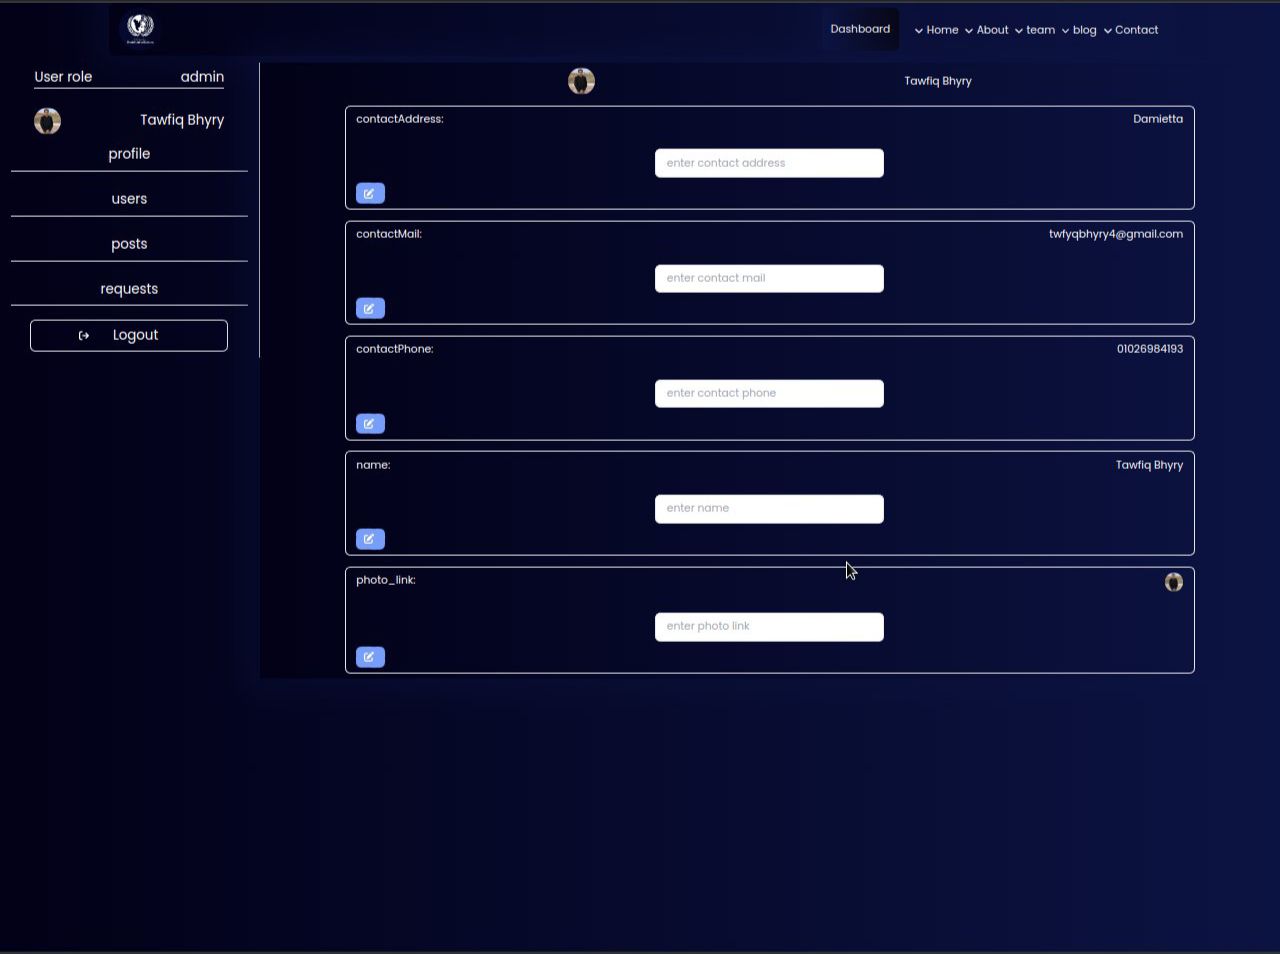 Dashboard Home About team blog Contact
User role admin
Tawfiq Bhyry
profile
users
posts
requests
Logout
Tawfiq Bhyry
contactAddress: Damietta
enter contact address
contactMail: twfyqbhyry4@gmail.com
enter contact mail
contactPhone: 01026984193
enter contact phone
name: Tawfiq Bhyry
enter name
photo_link:
enter photo link